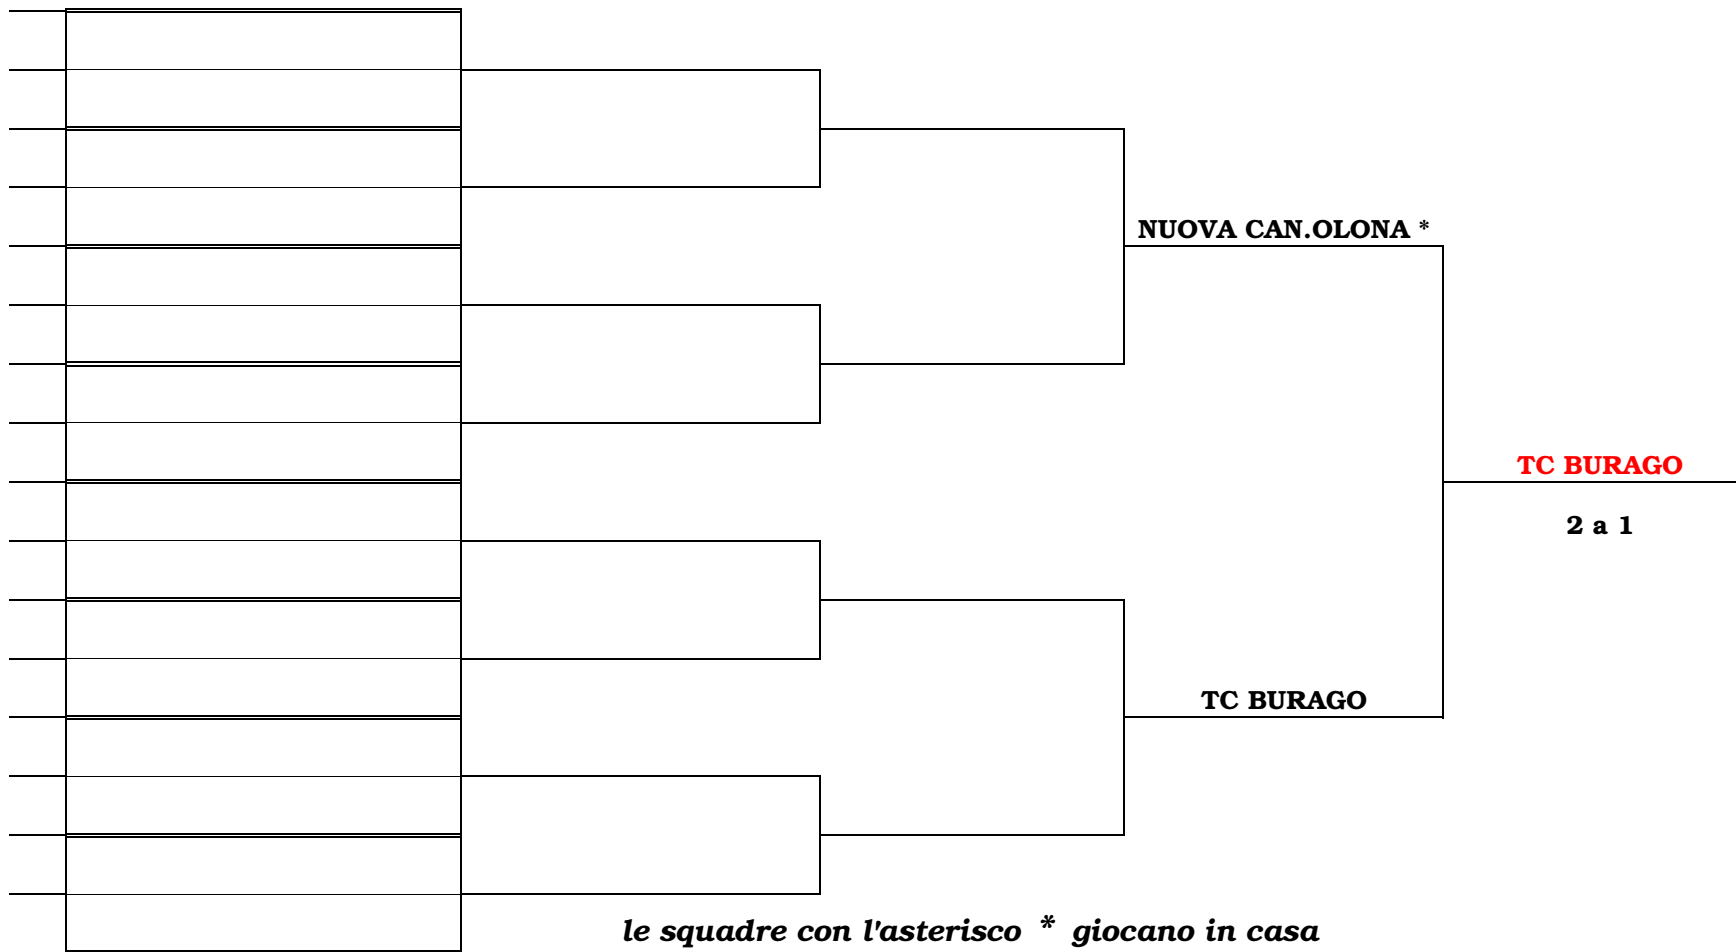 NUOVA CAN.OLONA *
TC BURAGO
2 a 1
TC BURAGO
le squadre con l'asterisco * giocano in casa